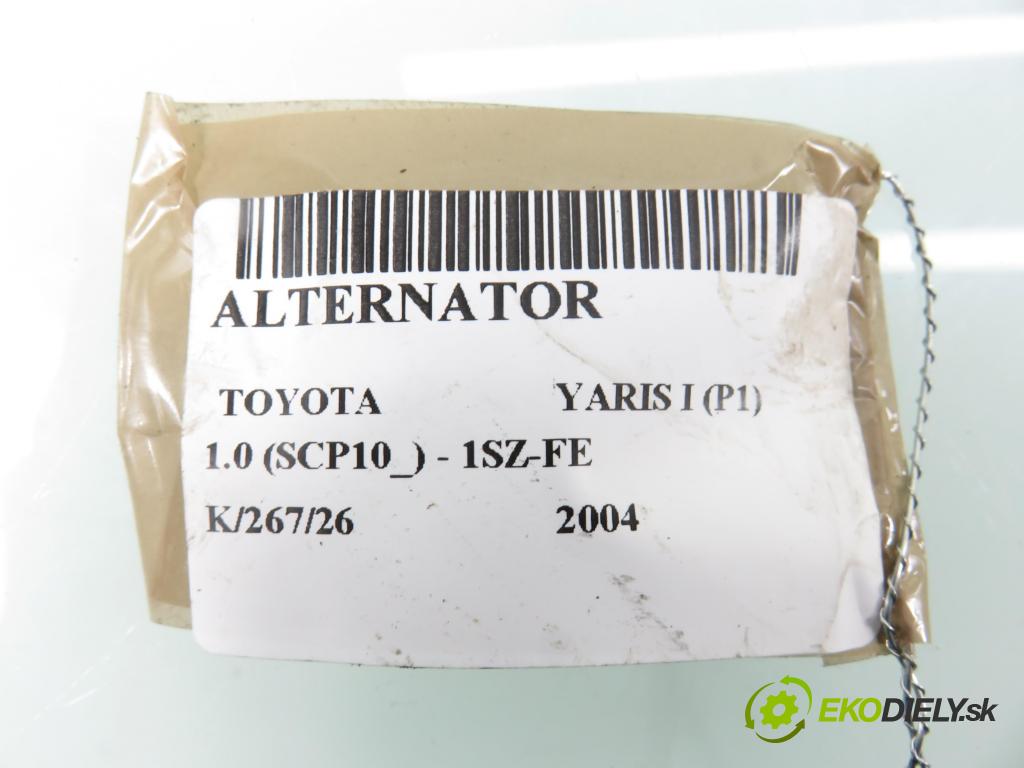 ALTERNATOR
TOYOTA YARIS I (P1)
1.0 (SCP10_) - 1SZ-FE
K/267/26 2004
EKODIELY.sk